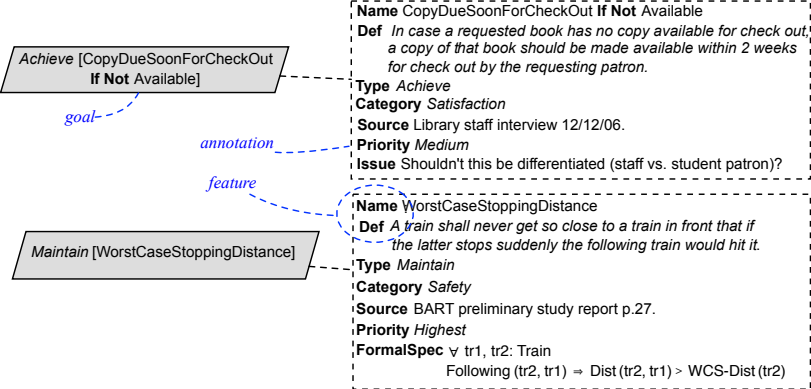 Achieve [CopyDueSoonForCheckOut
If Not Available]
goal
annotation
feature
Name CopyDueSoonForCheckOut If Not Available
Def In case a requested book has no copy available for check out,
a copy of that book should be made available within 2 weeks
for check out by the requesting patron.
Type Achieve
Category Satisfaction
Source Library staff interview 12/12/06.
Priority Medium
Issue Shouldn't this be differentiated (staff vs. student patron)?
Maintain [WorstCaseStoppingDistance]
Name WorstCaseStoppingDistance
Def A train shall never get so close to a train in front that if
the latter stops suddenly the following train would hit it.
Type Maintain
Category Safety
Source BART preliminary study report p.27.
Priority Highest
FormalSpec ∀ tr1, tr2: Train
Following (tr2, tr1) ⇒ Dist (tr2, tr1) > WCS-Dist (tr2)